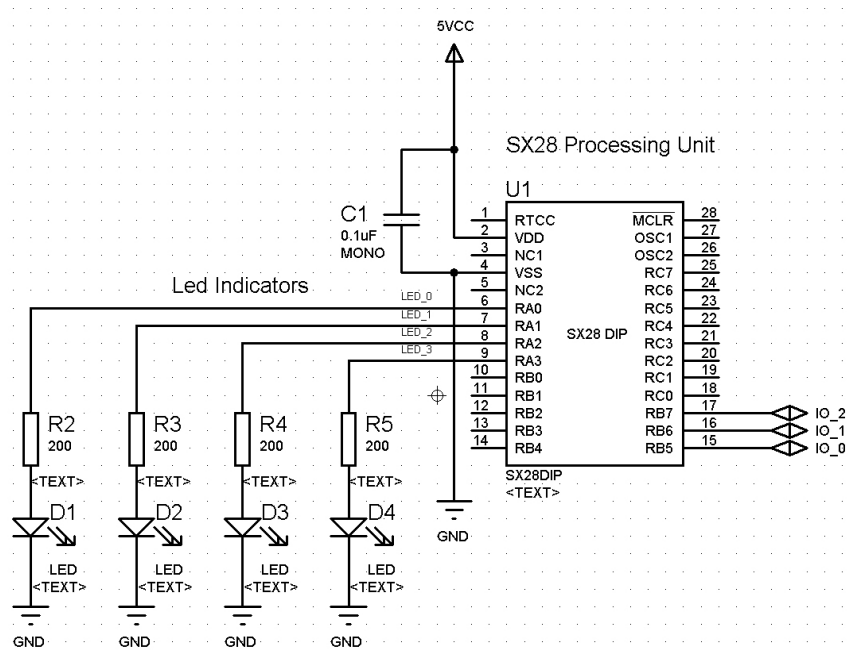 5VCC
SX28 Processing Unit
U1
C1
0.1uF
MONO
1 RTCC MCLR 28
2 VDD OSC1 27
3 NC1 OSC2 26
4 VSS RC7 25
5 NC2 RC6 24
Led Indicators
LED_0
6 RA0 RC5 23
LED_1
7 RA1 RC4 22
SX28 DIP
LED_2
8 RA2 RC3 21
LED_3
9 RA3 RC2 20
10 RB0 RC1 19
11 RB1 RC0 18
12 RB2 RB7 17 IO_2
13 RB3 RB6 16 IO_1
14 RB4 RB5 15 IO_0
SX28DIP
<TEXT>
R2 R3 R4 R5
200 200 200 200
<TEXT> <TEXT> <TEXT> <TEXT>
D1 D2 D3 D4
GND
LED LED LED LED
<TEXT> <TEXT> <TEXT> <TEXT>
GND GND GND GND